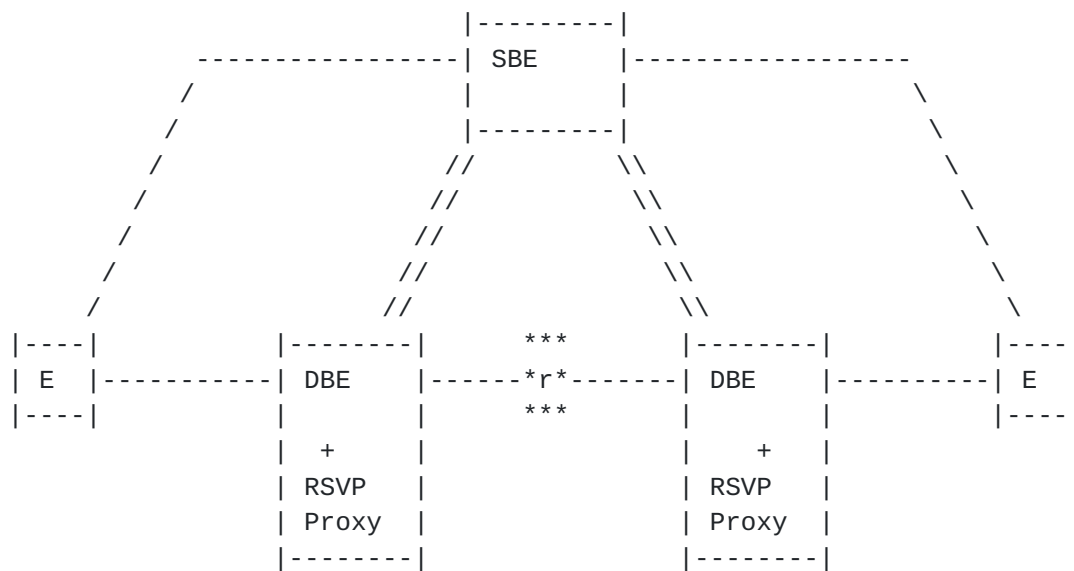 |---------|
-----------------| SBE     |------------------
/                 |         |                  \
/                  |---------|                   \
/                  //         \\                   \
/                  //           \\                   \
/                  //             \\                   \
/                  //               \\                   \
/                  //                 \\                   \
|----|           |--------|      ***       |--------|          |----
| E  |-----------| DBE    |------*r*-------| DBE    |----------| E
|----|           |        |      ***       |        |          |----
|  +     |                |    +   |
| RSVP   |                | RSVP   |
| Proxy  |                | Proxy  |
|--------|                |--------|